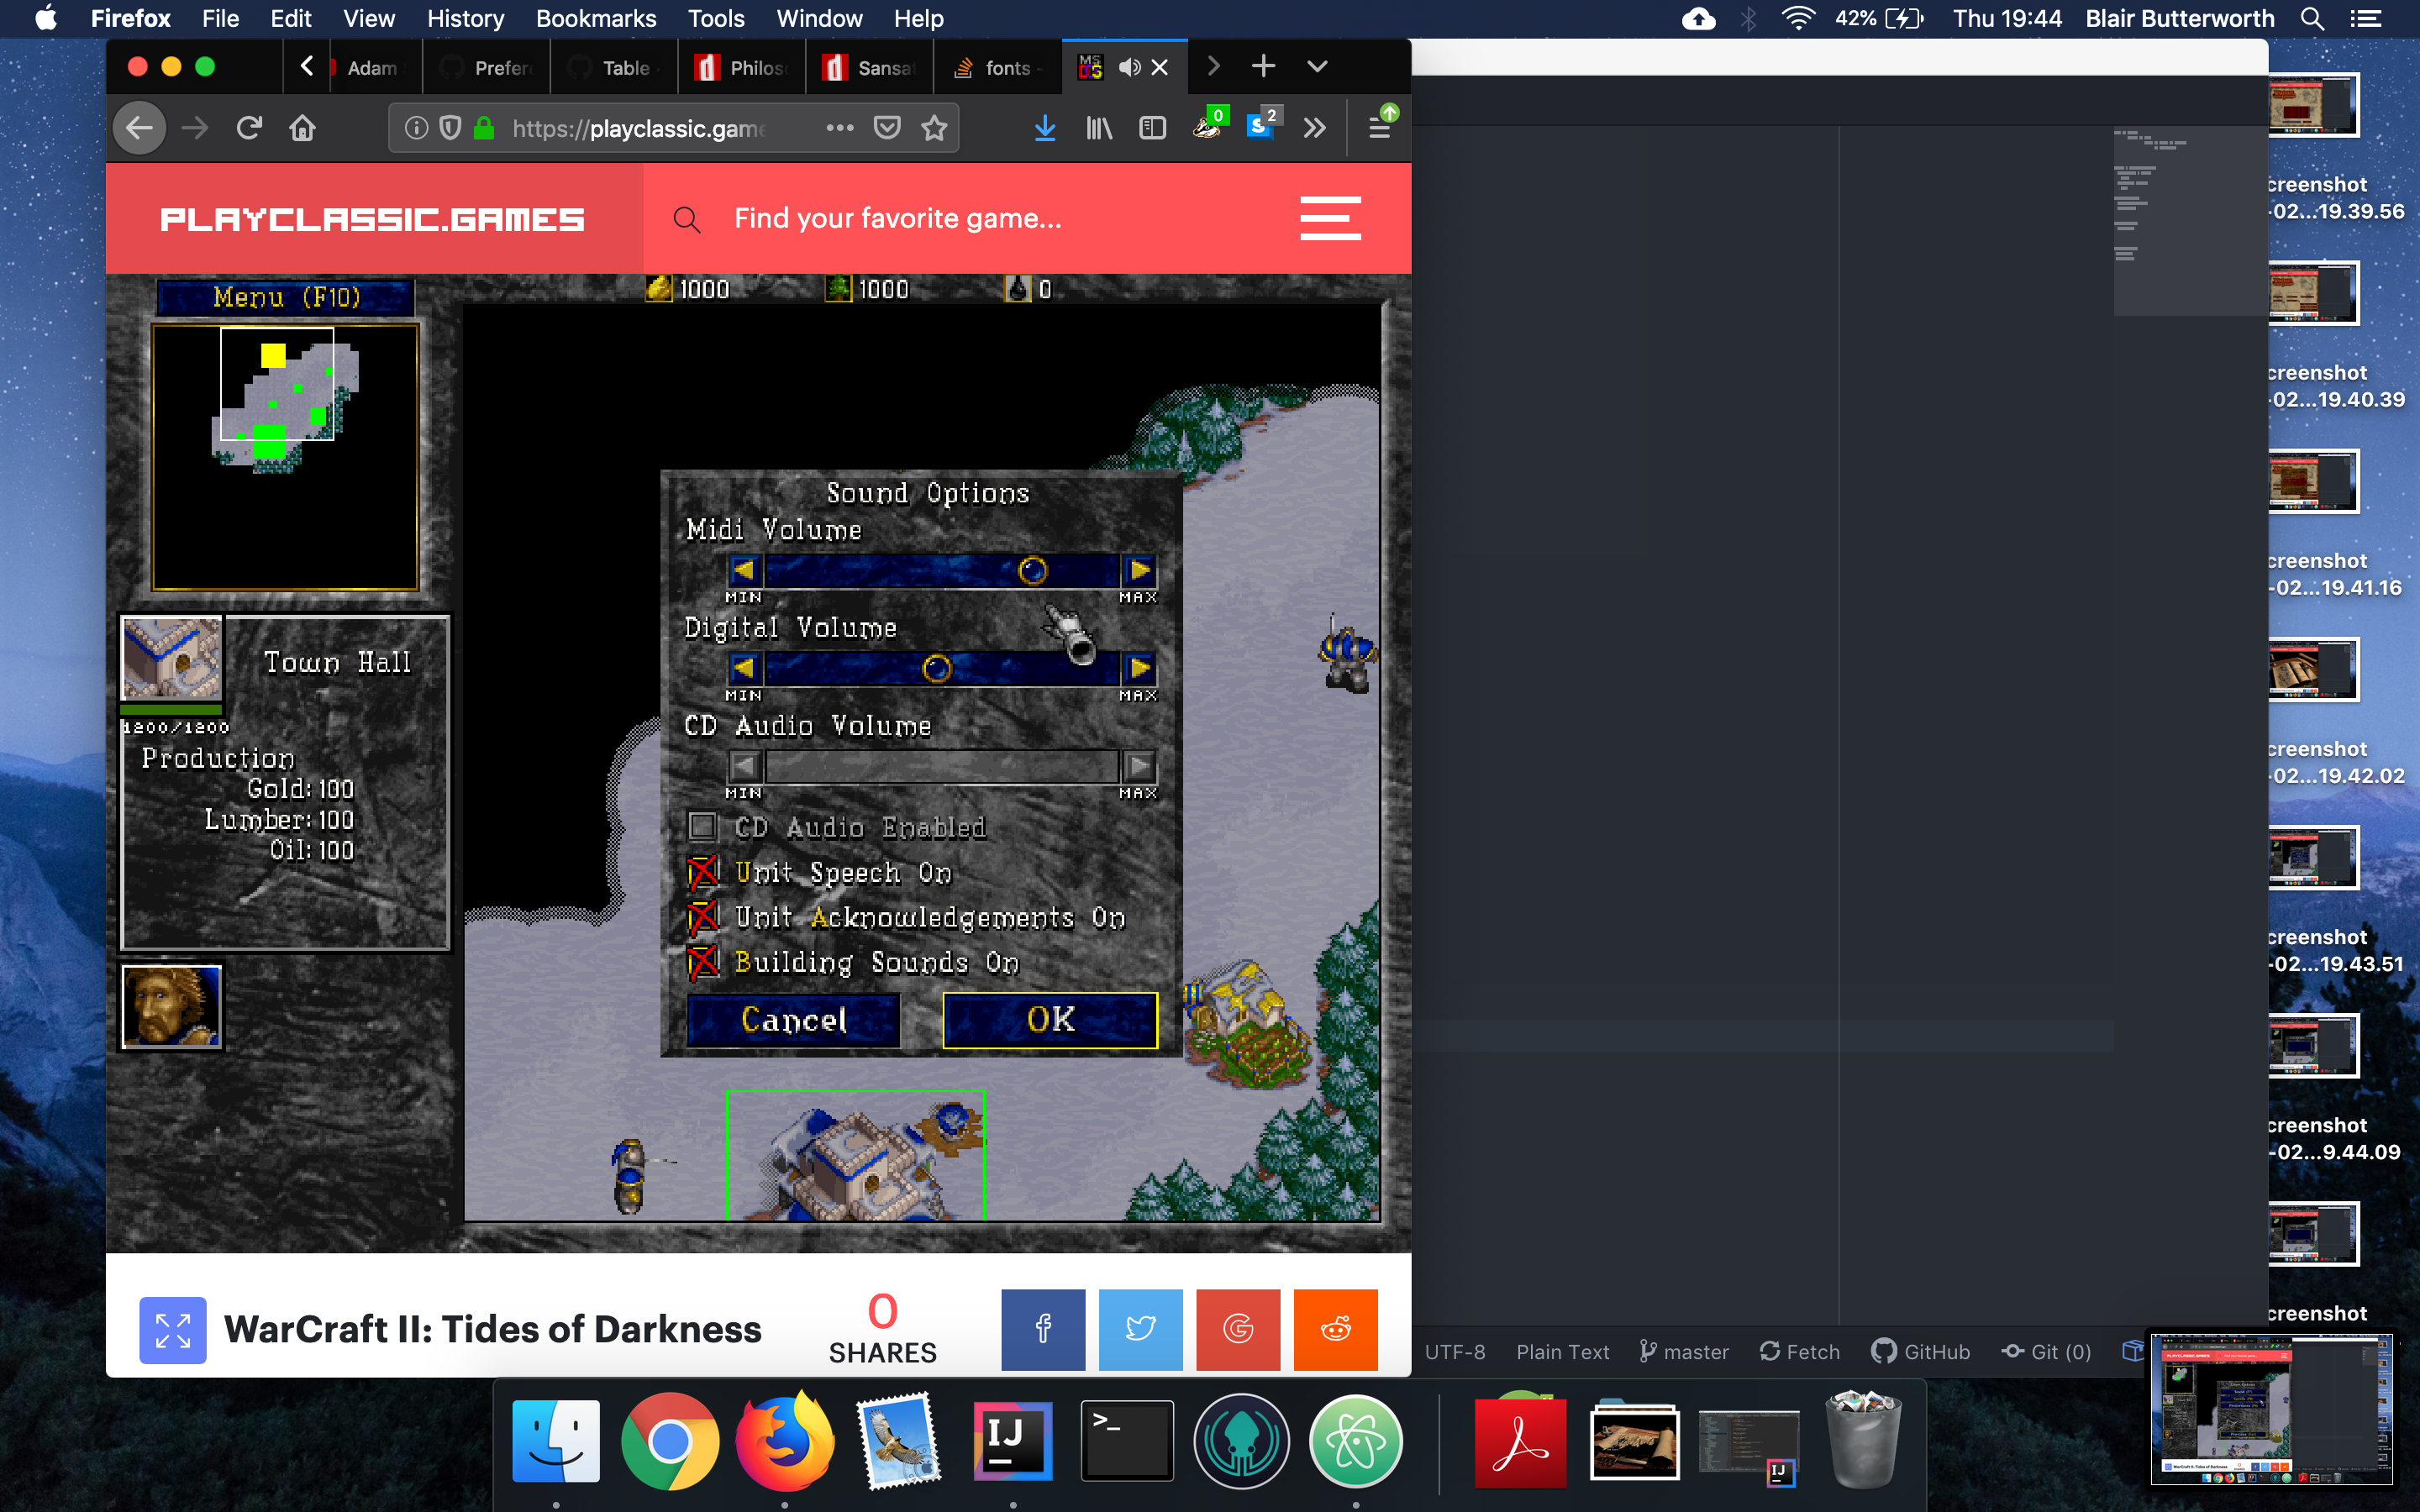 Firefox File Edit View History Bookmarks Tools Window Help 42% Thu 19:44 Blair Butterworth
Adam Prefer Table Philos Sansat fonts -
https://playclassic.game 0 2
PLAYCLASSIC.GAMES Find your favorite game...
Menu (F10) 1000 1000 0
Sound Options
Midi Volume
MIN MAX
Digital Volume
MIN MAX
CD Audio Volume
MIN MAX
CD Audio Enabled
Unit Speech On
Unit Acknowledgements On
Building Sounds On
Cancel OK
Town Hall
1200/1200
Production
Gold: 100
Lumber: 100
Oil: 100
WarCraft II: Tides of Darkness
0
SHARES
UTF-8 Plain Text master Fetch GitHub Git (0)
creenshot
-02...19.39.56
creenshot
-02...19.40.39
creenshot
-02...19.41.16
creenshot
-02...19.42.02
creenshot
-02...19.43.51
creenshot
-02...9.44.09
creenshot
IJ